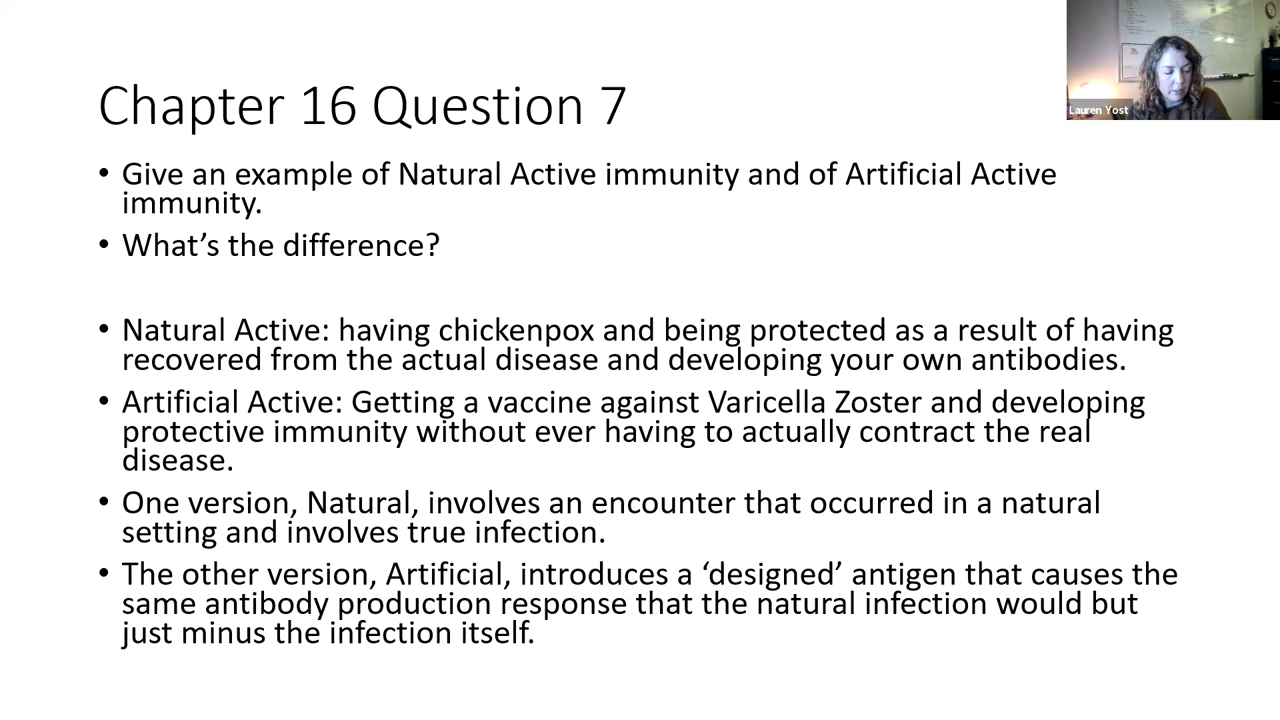 Chapter 16 Question 7
Lauren Yost
• Give an example of Natural Active immunity and of Artificial Active
immunity.
• What’s the difference?
• Natural Active: having chickenpox and being protected as a result of having
recovered from the actual disease and developing your own antibodies.
• Artificial Active: Getting a vaccine against Varicella Zoster and developing
protective immunity without ever having to actually contract the real
disease.
• One version, Natural, involves an encounter that occurred in a natural
setting and involves true infection.
• The other version, Artificial, introduces a ‘designed’ antigen that causes the
same antibody production response that the natural infection would but
just minus the infection itself.